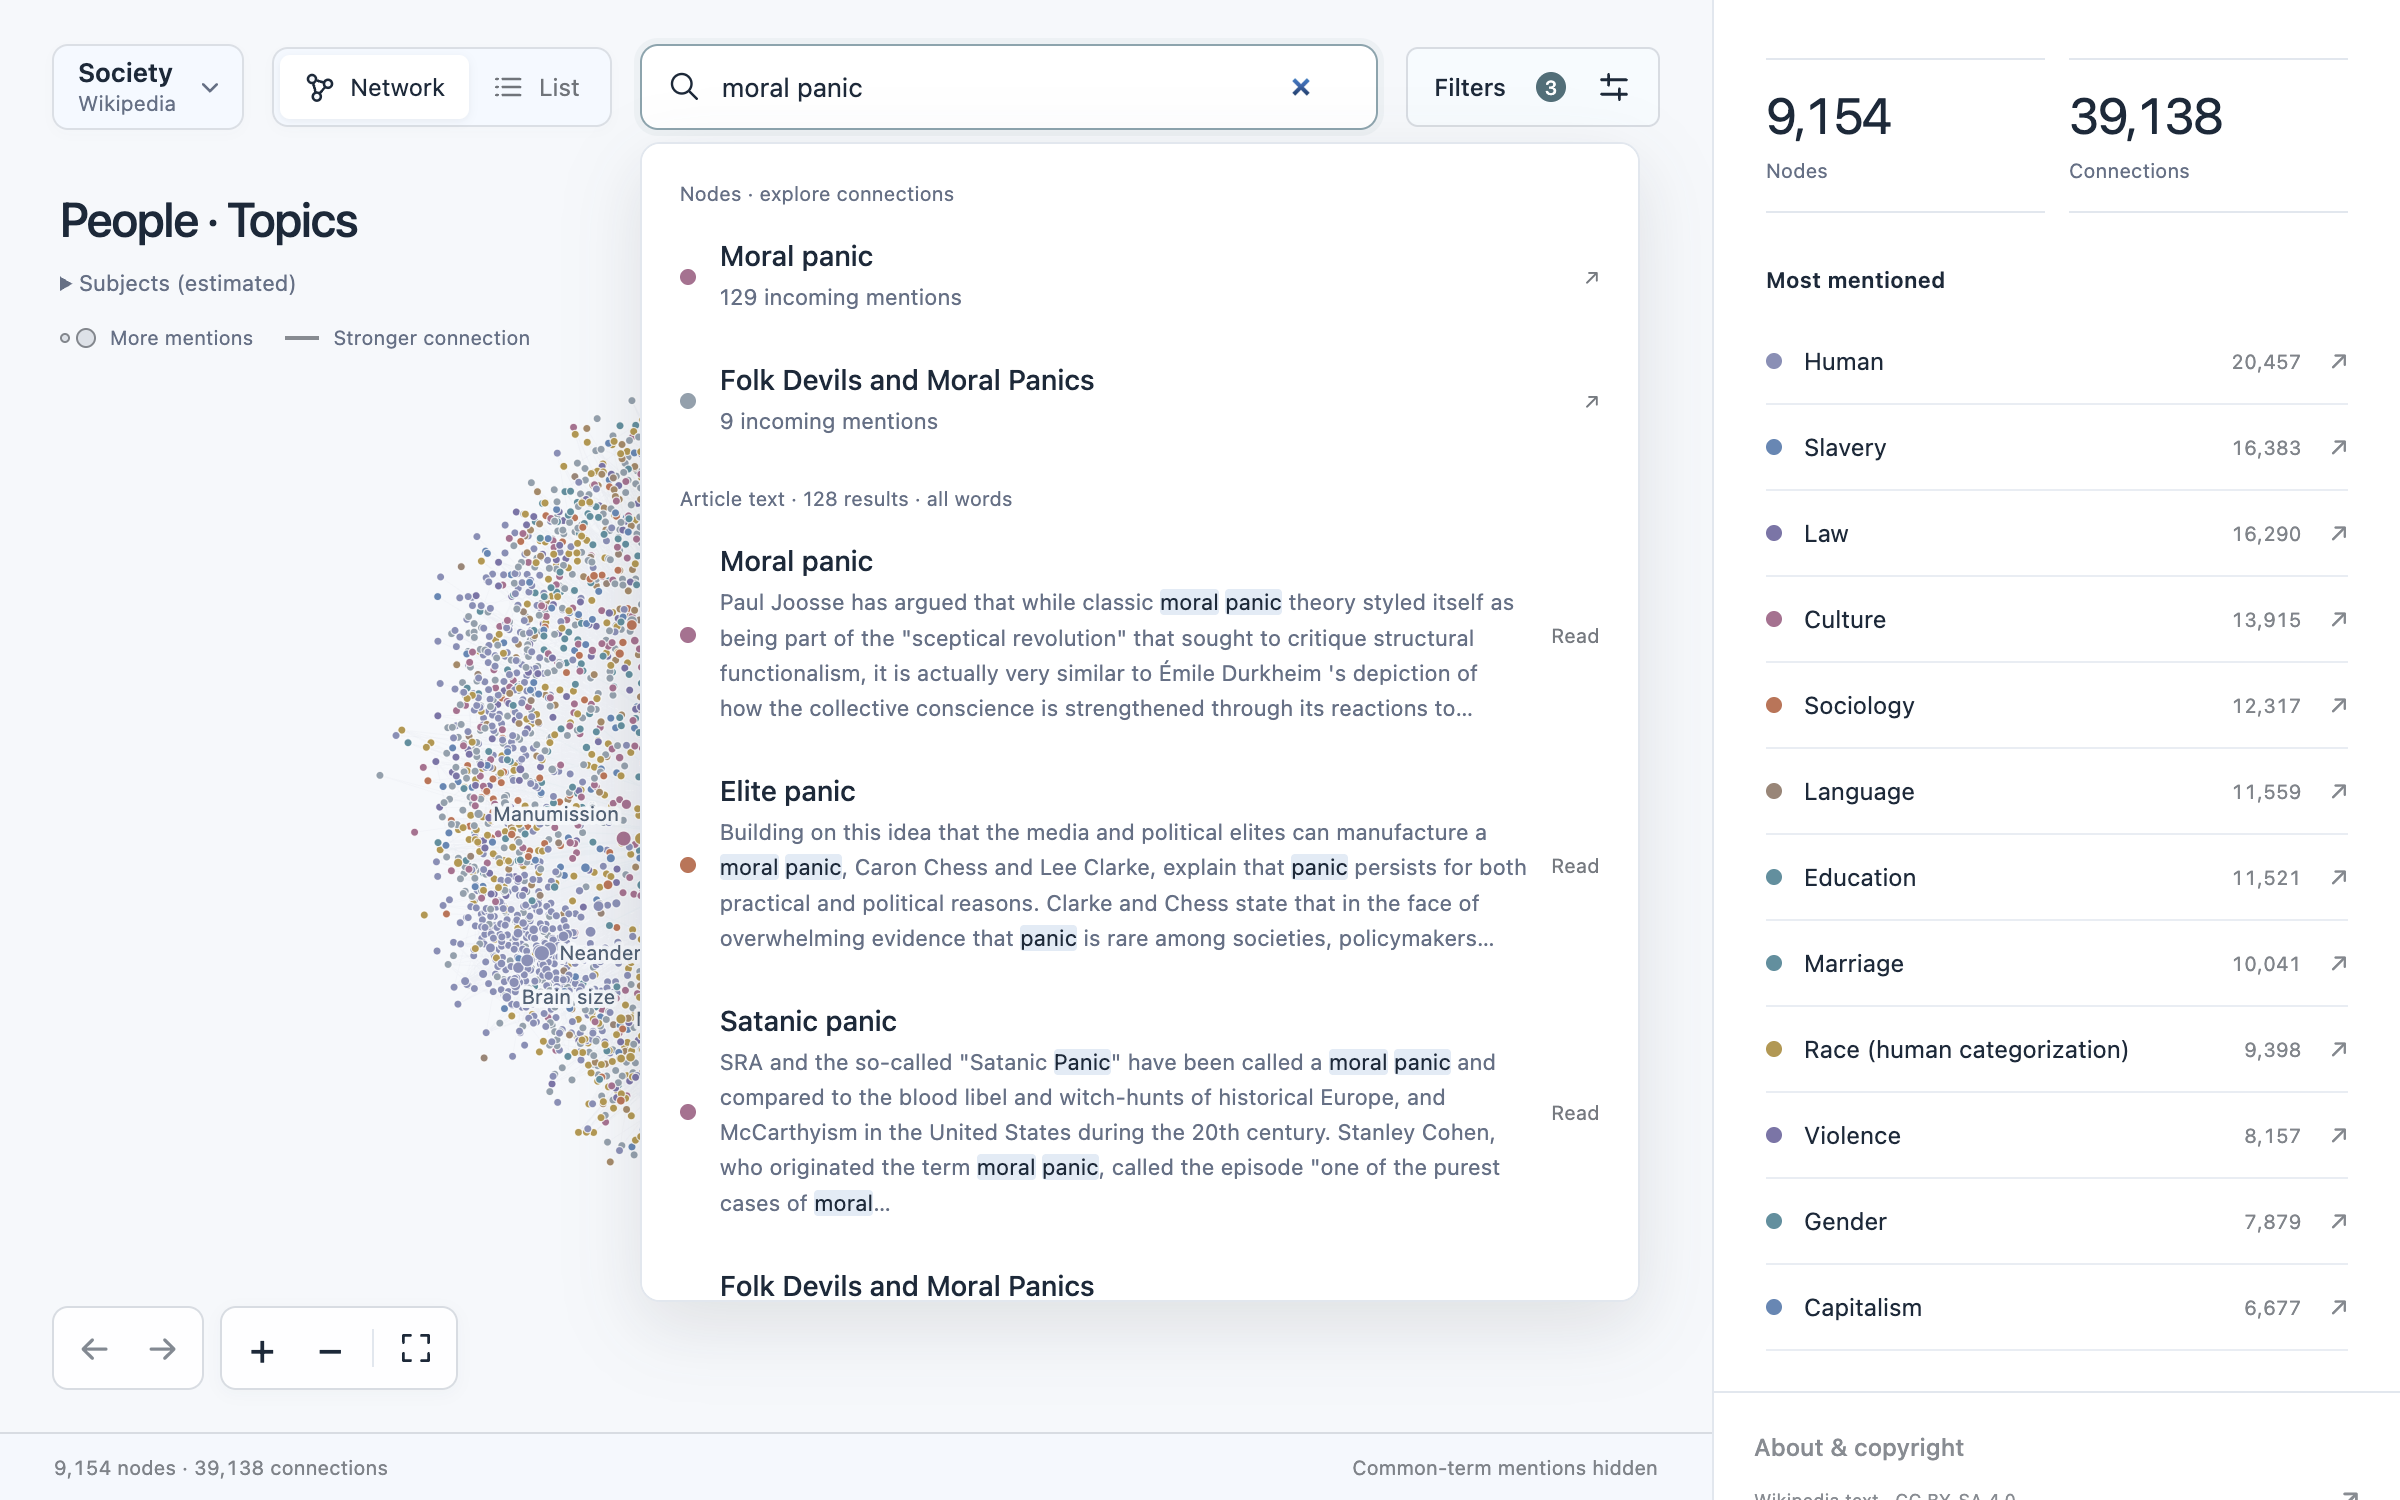 Society
Wikipedia
Network
List
moral panic
Filters
3
People · Topics
Subjects (estimated)
More mentions
Stronger connection
Manumission
Neander
Brain size
Nodes · explore connections
Moral panic
129 incoming mentions
Folk Devils and Moral Panics
9 incoming mentions
Article text · 128 results · all words
Moral panic
Paul Joosse has argued that while classic moral panic theory styled itself as
being part of the "sceptical revolution" that sought to critique structural
functionalism, it is actually very similar to Émile Durkheim 's depiction of
how the collective conscience is strengthened through its reactions to...
Read
Elite panic
Building on this idea that the media and political elites can manufacture a
moral panic, Caron Chess and Lee Clarke, explain that panic persists for both
practical and political reasons. Clarke and Chess state that in the face of
overwhelming evidence that panic is rare among societies, policymakers...
Read
Satanic panic
SRA and the so-called "Satanic Panic" have been called a moral panic and
compared to the blood libel and witch-hunts of historical Europe, and
McCarthyism in the United States during the 20th century. Stanley Cohen,
who originated the term moral panic, called the episode "one of the purest
cases of moral...
Read
Folk Devils and Moral Panics
9,154 nodes · 39,138 connections
Common-term mentions hidden
9,154
Nodes
39,138
Connections
Most mentioned
Human 20,457
Slavery 16,383
Law 16,290
Culture 13,915
Sociology 12,317
Language 11,559
Education 11,521
Marriage 10,041
Race (human categorization) 9,398
Violence 8,157
Gender 7,879
Capitalism 6,677
About & copyright
Wikipedia text · CC BY-SA 4.0